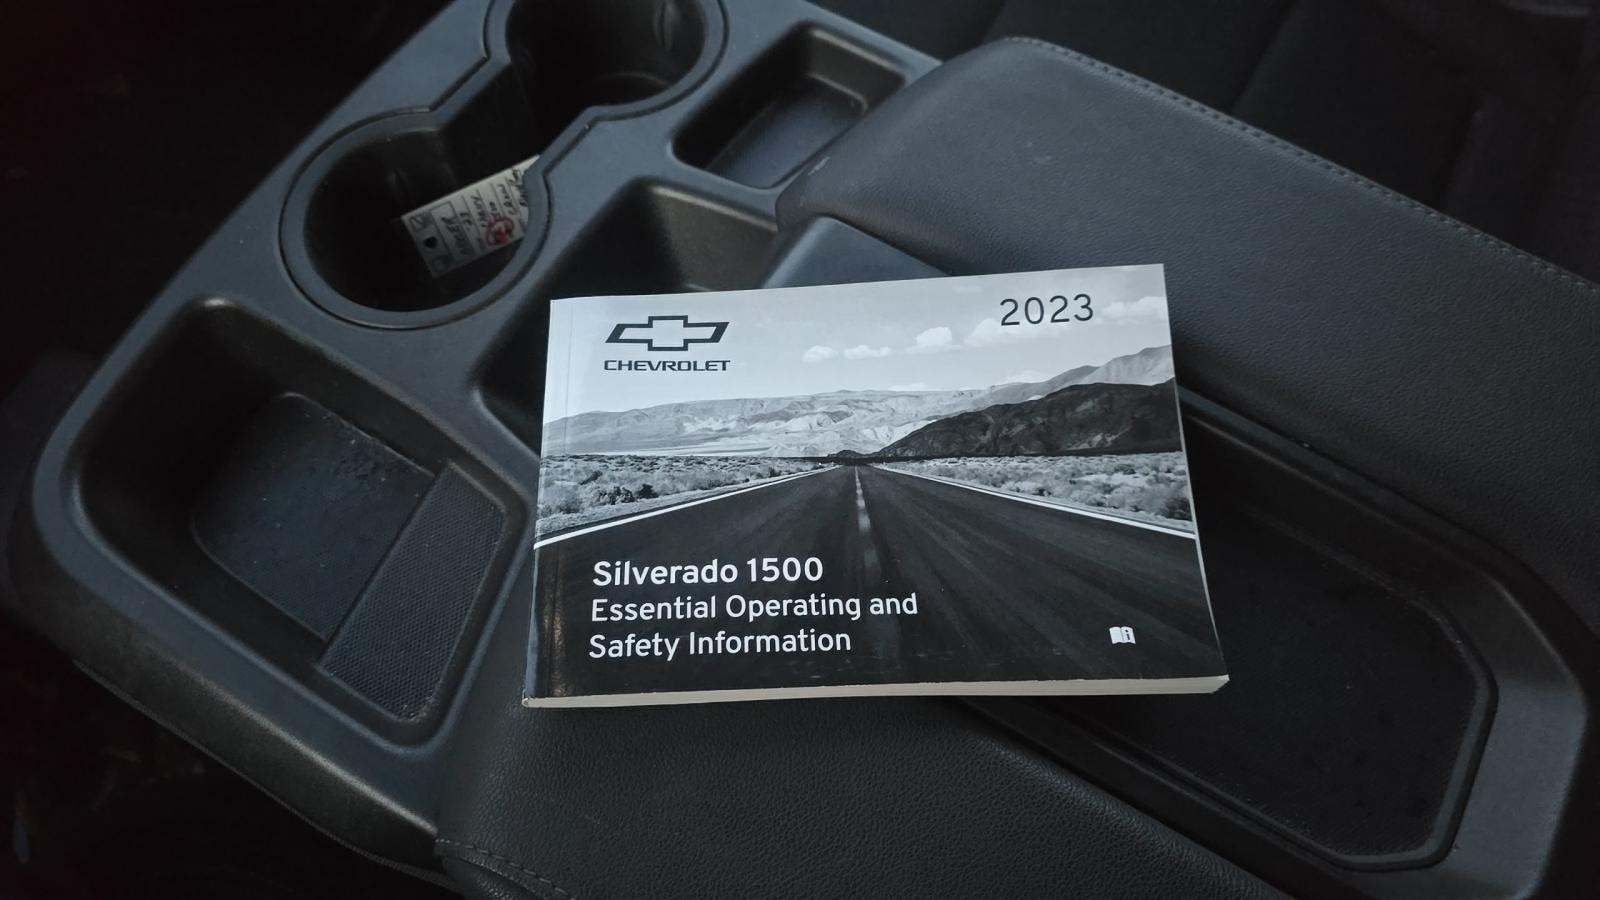 2023
CHEVROLET
Silverado 1500
Essential Operating and
Safety Information